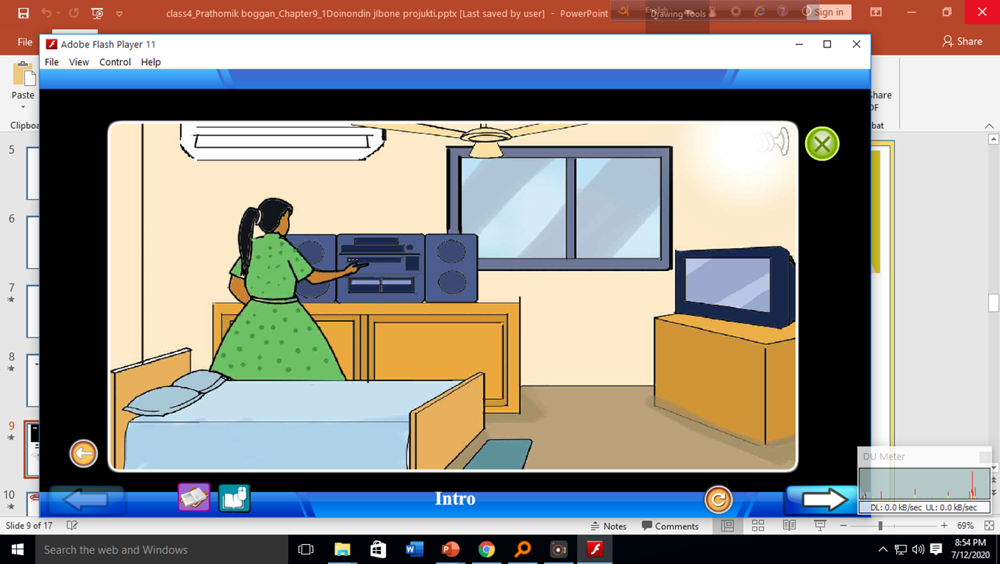 class4_Prathomik boggan_Chapter9_1Doinondin jIbone projukti.pptx [Last saved by user] - PowerPoint
English
Drawing Tools
Sign in
File
Adobe Flash Player 11
Share
File View Control Help
Paste
Share
Clipboa
bat
5
6
7
8
9
10
Intro
DU Meter
DL: 0.0 kB/sec UL: 0.0 kB/sec
Slide 9 of 17
Notes
Comments
69%
Search the web and Windows
8:54 PM
7/12/2020